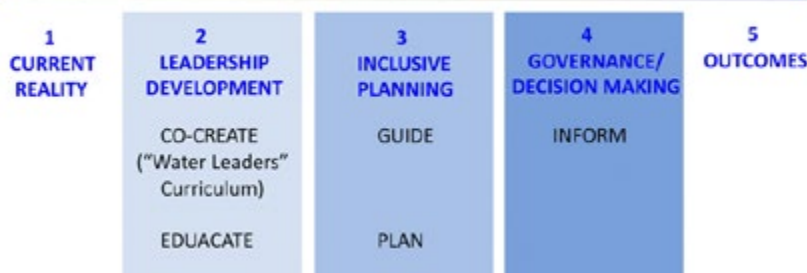 1
CURRENT
REALITY
2
LEADERSHIP
DEVELOPMENT
CO-CREATE
("Water Leaders"
Curriculum)
EDUACATE
3
INCLUSIVE
PLANNING
GUIDE
PLAN
4
GOVERNANCE/
DECISION MAKING
INFORM
5
OUTCOMES